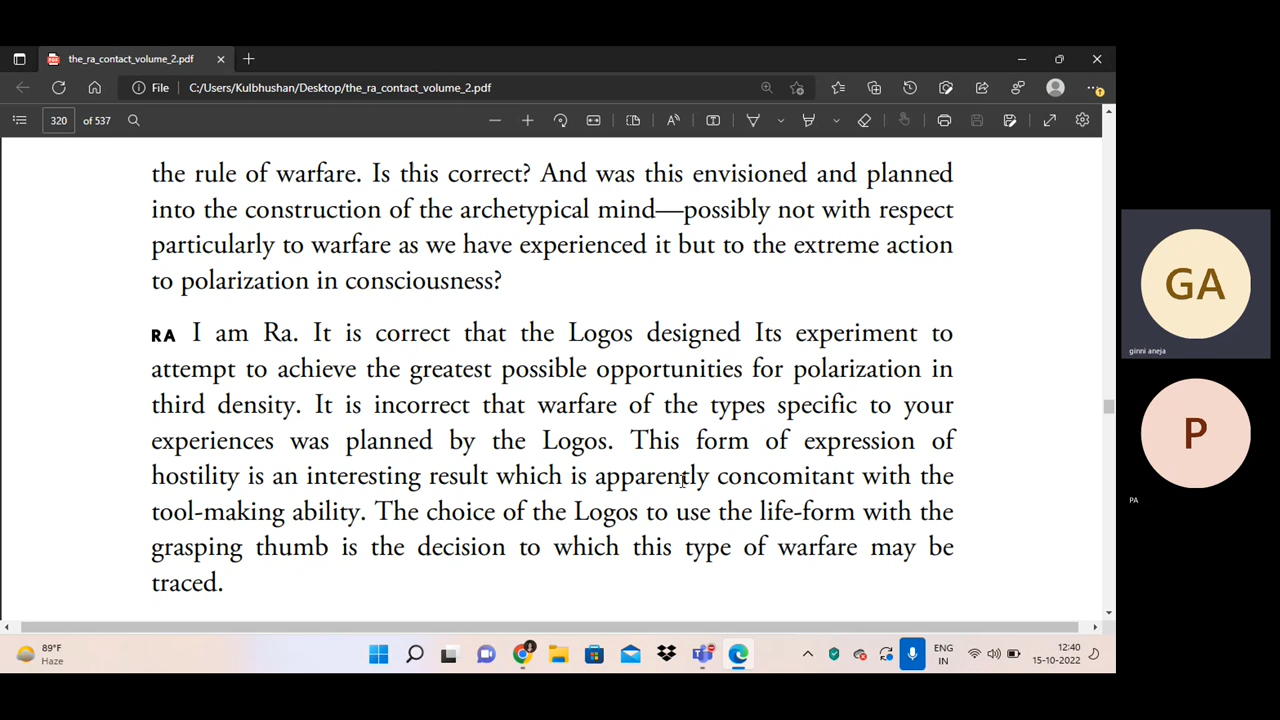 the_ra_contact_volume_2.pdf
File C:/Users/Kulbhushan/Desktop/the_ra_contact_volume_2.pdf
320 of 537
the rule of warfare. Is this correct? And was this envisioned and planned
into the construction of the archetypical mind—possibly not with respect
particularly to warfare as we have experienced it but to the extreme action
to polarization in consciousness?
RA I am Ra. It is correct that the Logos designed Its experiment to
attempt to achieve the greatest possible opportunities for polarization in
third density. It is incorrect that warfare of the types specific to your
experiences was planned by the Logos. This form of expression of
hostility is an interesting result which is apparently concomitant with the
tool-making ability. The choice of the Logos to use the life-form with the
grasping thumb is the decision to which this type of warfare may be
traced.
GA
ginni aneja
P
PA
89°F
Haze
ENG
IN
12:40
15-10-2022